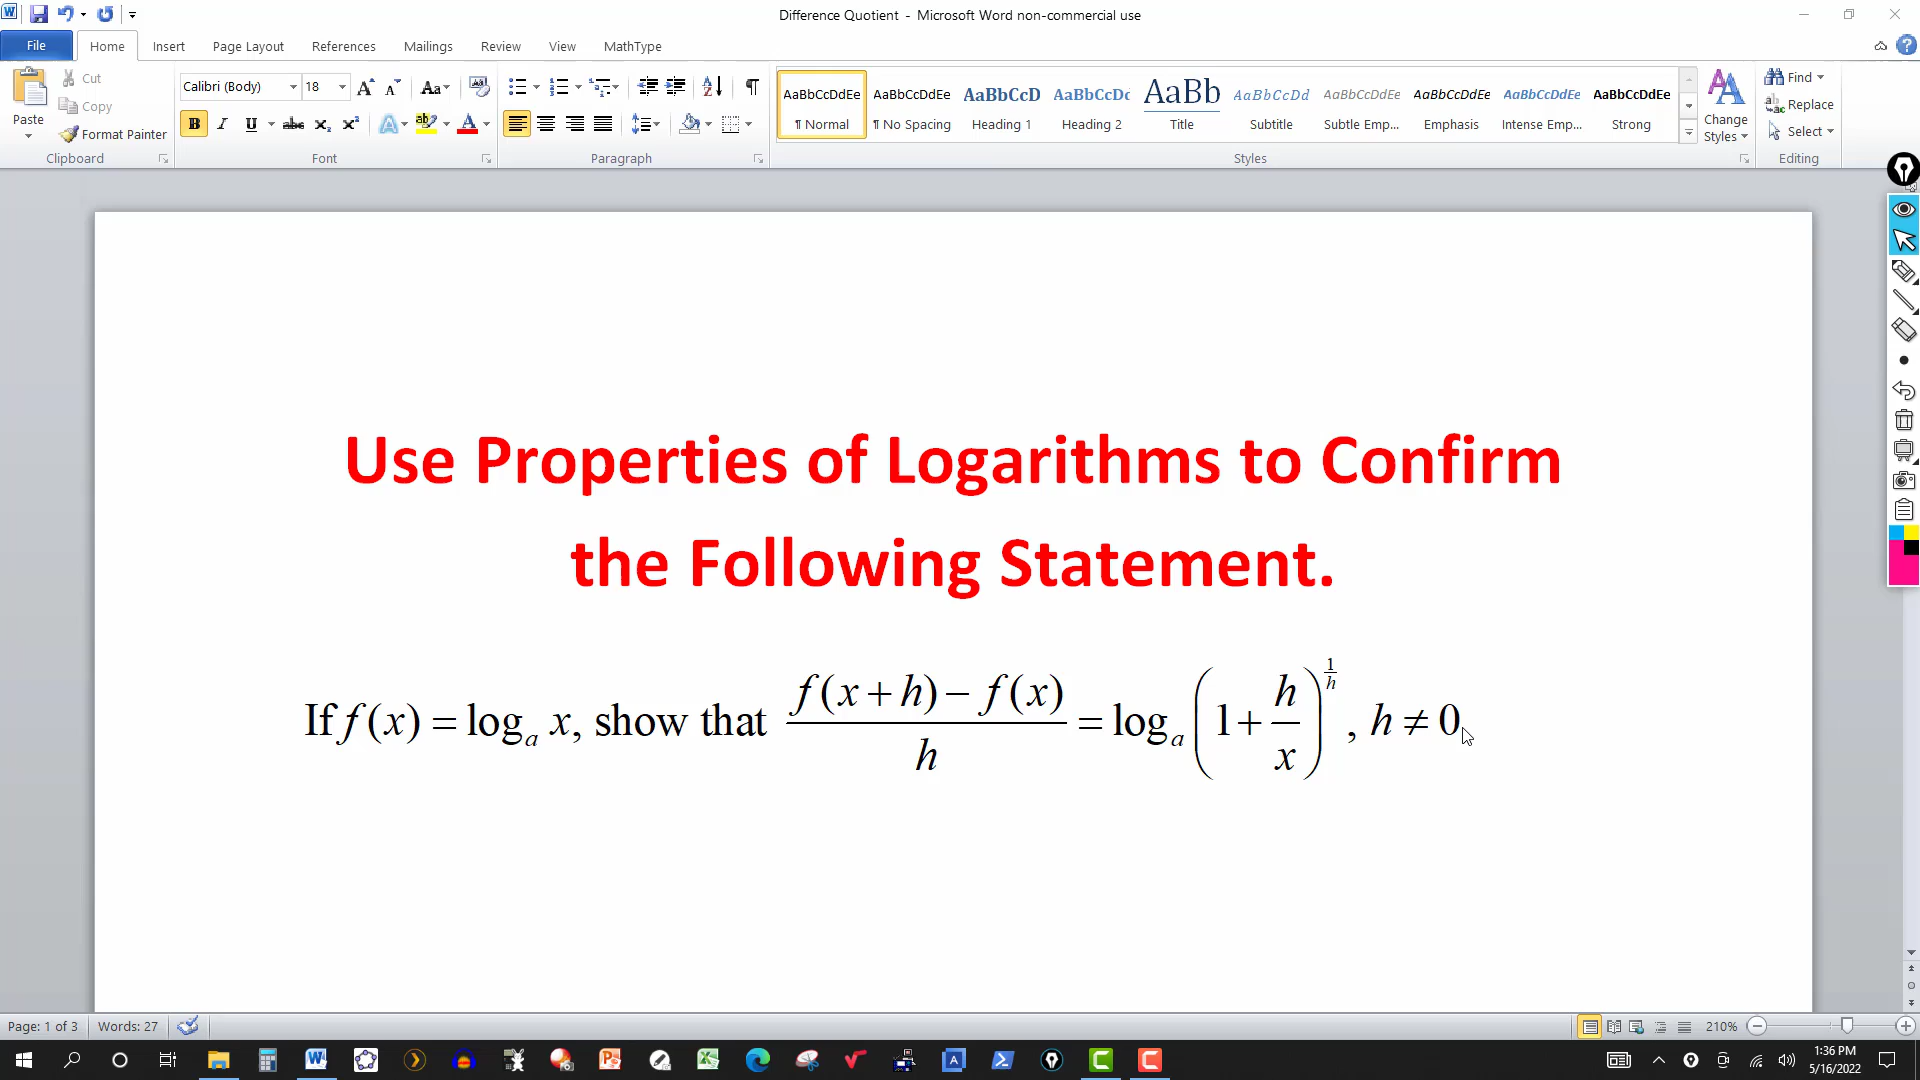 Difference Quotient - Microsoft Word non-commercial use
File Home Insert Page Layout References Mailings Review View MathType
Paste
Cut
Copy
Format Painter
Clipboard
Calibri (Body) 18
Font
Paragraph
AaBbCcDdEe AaBbCcDdEe AaBbCcD AaBbCcDc AaBb AaBbCcDd AaBbCcDdEe AaBbCcDdEe AaBbCcDdEe AaBbCcDdEe
¶ Normal ¶ No Spacing Heading 1 Heading 2 Title Subtitle Subtle Emp... Emphasis Intense Emp... Strong
Styles
Change Styles
Find
Replace
Select
Editing
Use Properties of Logarithms to Confirm
the Following Statement.
If f(x) = logₐ x, show that (f(x+h) − f(x))/h = logₐ (1 + h/x)^(1/h), h ≠ 0
Page: 1 of 3 Words: 27 210%
1:36 PM
5/16/2022